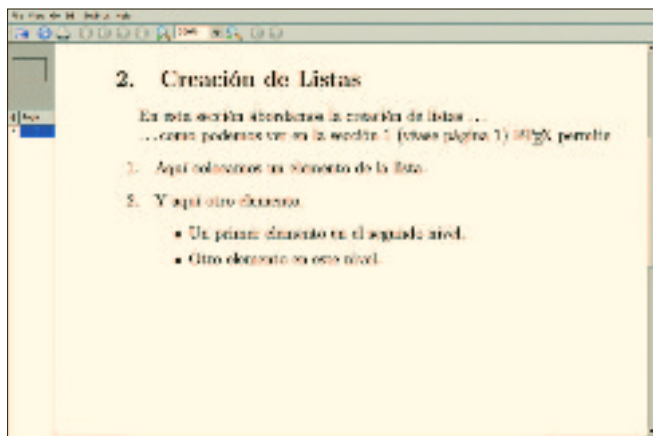 2. Creación de Listas
En esta sección abordamos la creación de listas ...
... como podemos ver en la sección 1 (véase página 1) LATEX permite
1. Aquí colocamos un elemento de la lista.
2. Y aquí otro elemento
• Un primer elemento en el segundo nivel.
• Otro elemento en este nivel.